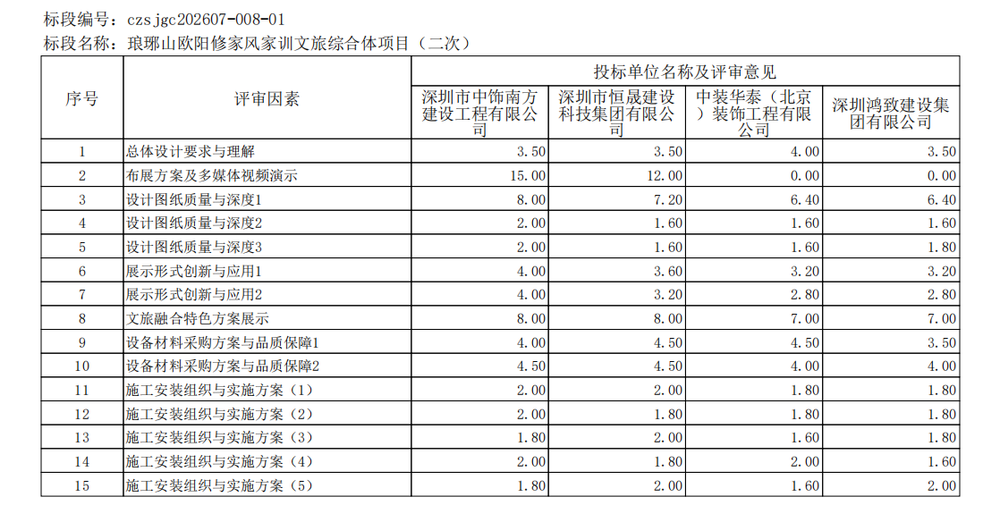 标段编号：czsjgc202607-008-01
标段名称：琅琊山欧阳修家风家训文旅综合体项目（二次）
序号 评审因素 投标单位名称及评审意见
深圳市中饰南方建设工程有限公司 深圳市恒晟建设科技集团有限公司 中装华泰（北京）装饰工程有限公司 深圳鸿致建设集团有限公司
1 总体设计要求与理解 3.50 3.50 4.00 3.50
2 布展方案及多媒体视频演示 15.00 12.00 0.00 0.00
3 设计图纸质量与深度1 8.00 7.20 6.40 6.40
4 设计图纸质量与深度2 2.00 1.60 1.60 1.60
5 设计图纸质量与深度3 2.00 1.60 1.60 1.80
6 展示形式创新与应用1 4.00 3.60 3.20 3.20
7 展示形式创新与应用2 4.00 3.20 2.80 2.80
8 文旅融合特色方案展示 8.00 8.00 7.00 7.00
9 设备材料采购方案与品质保障1 4.00 4.50 4.50 3.50
10 设备材料采购方案与品质保障2 4.50 4.50 4.00 4.00
11 施工安装组织与实施方案（1） 2.00 2.00 1.80 1.80
12 施工安装组织与实施方案（2） 2.00 1.80 1.80 1.80
13 施工安装组织与实施方案（3） 1.80 2.00 1.60 1.80
14 施工安装组织与实施方案（4） 2.00 1.80 2.00 1.60
15 施工安装组织与实施方案（5） 1.80 2.00 1.60 2.00